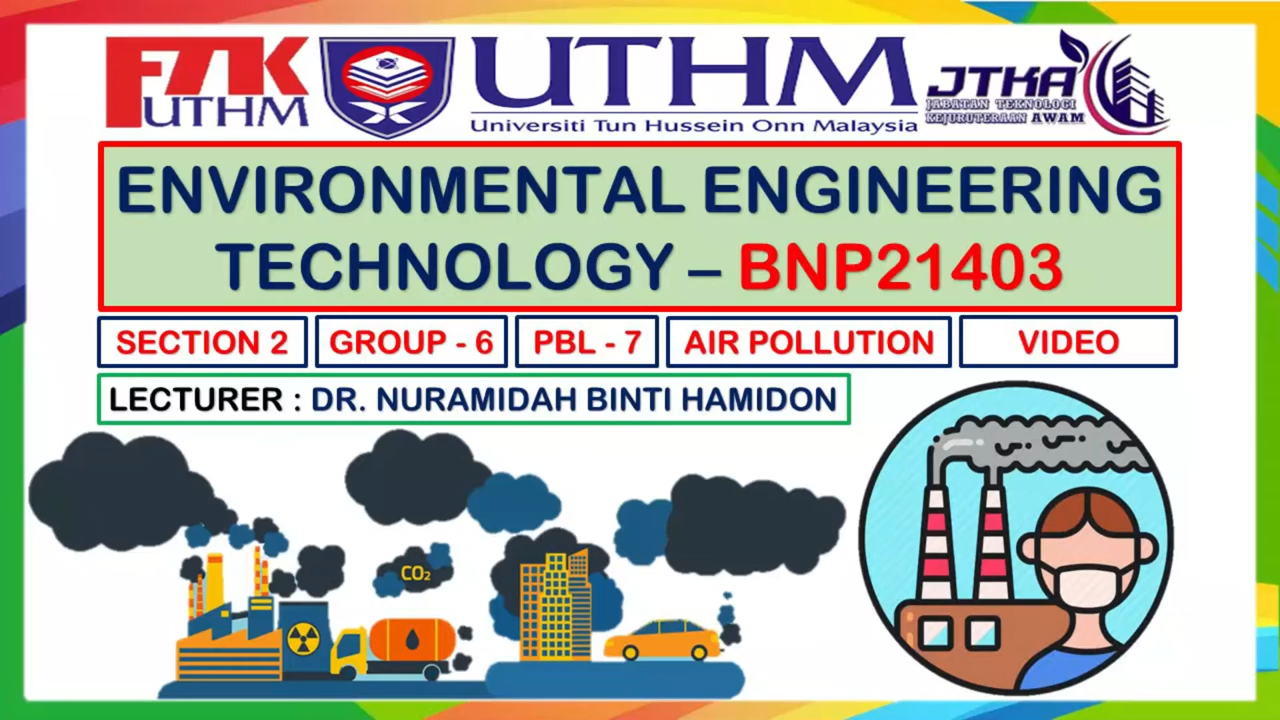 FTK
UTHM
UTHM
Universiti Tun Hussein Onn Malaysia
JTKA
JABATAN TEKNOLOGI
KEJURUTERAAN AWAM
ENVIRONMENTAL ENGINEERING
TECHNOLOGY – BNP21403
SECTION 2 GROUP - 6 PBL - 7 AIR POLLUTION VIDEO
LECTURER : DR. NURAMIDAH BINTI HAMIDON
CO₂